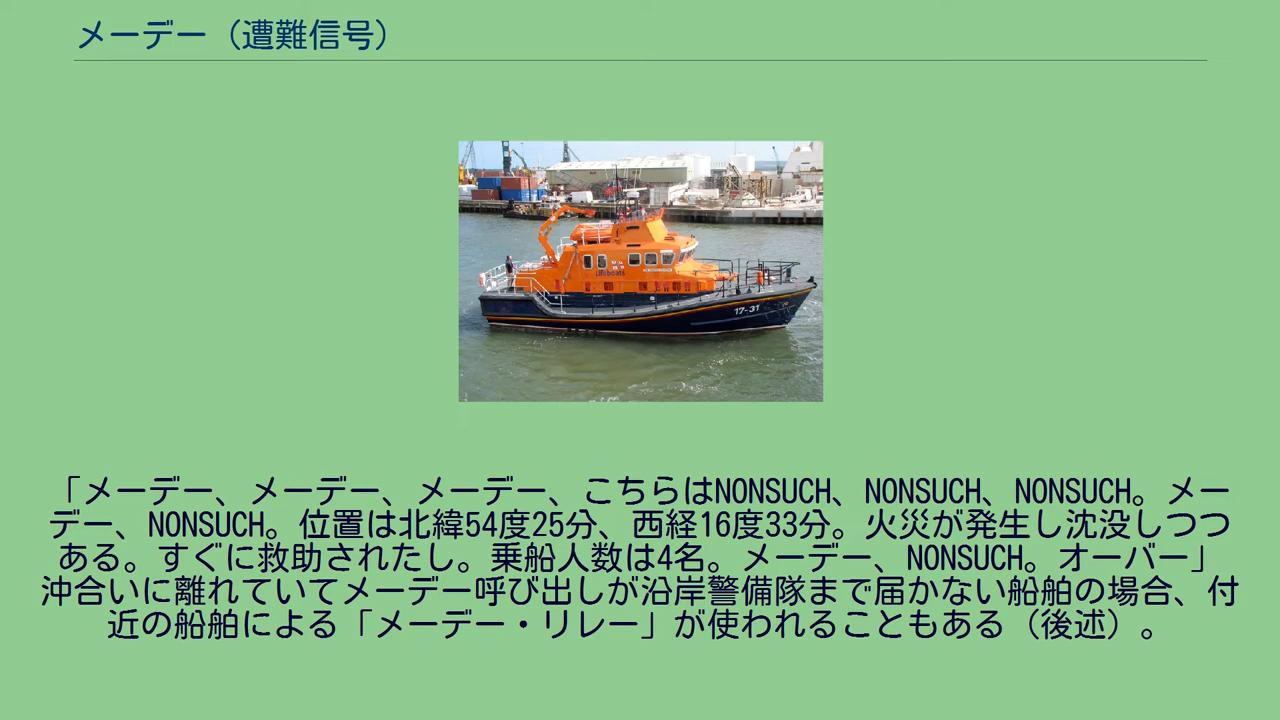 メーデー（遭難信号）
Lifeboats
17-31
「メーデー、メーデー、メーデー、こちらはNONSUCH、NONSUCH、NONSUCH。メー
デー、NONSUCH。位置は北緯54度25分、西経16度33分。火災が発生し沈没しつつ
ある。すぐに救助されたし。乗船人数は4名。メーデー、NONSUCH。オーバー」
沖合いに離れていてメーデー呼び出しが沿岸警備隊まで届かない船舶の場合、付
近の船舶による「メーデー・リレー」が使われることもある（後述）。